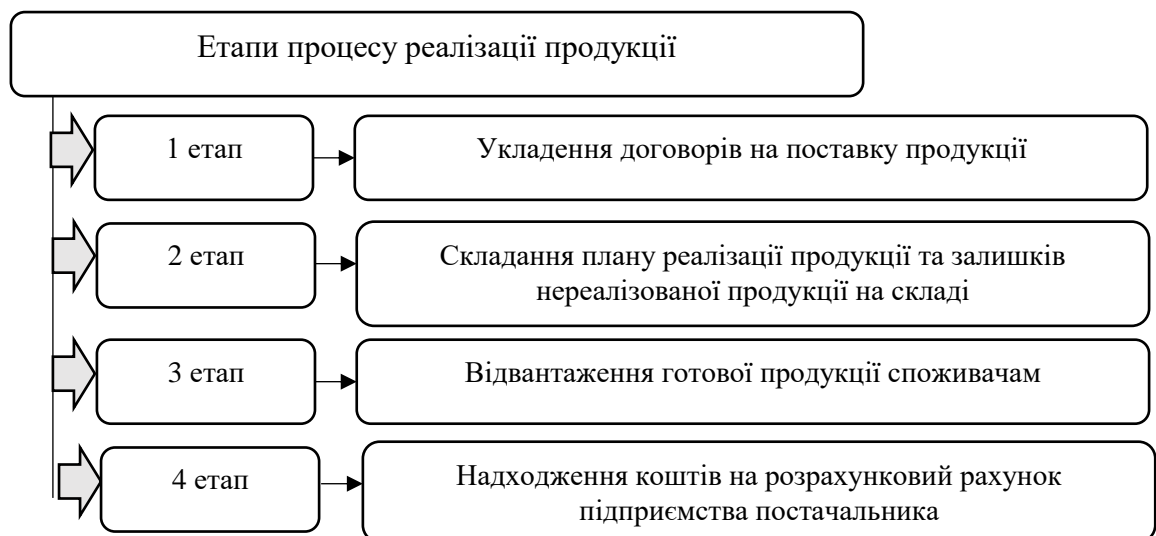 Етапи процесу реалізації продукції
1 етап
Укладення договорів на поставку продукції
2 етап
Складання плану реалізації продукції та залишків
нереалізованої продукції на складі
3 етап
Відвантаження готової продукції споживачам
4 етап
Надходження коштів на розрахунковий рахунок
підприємства постачальника